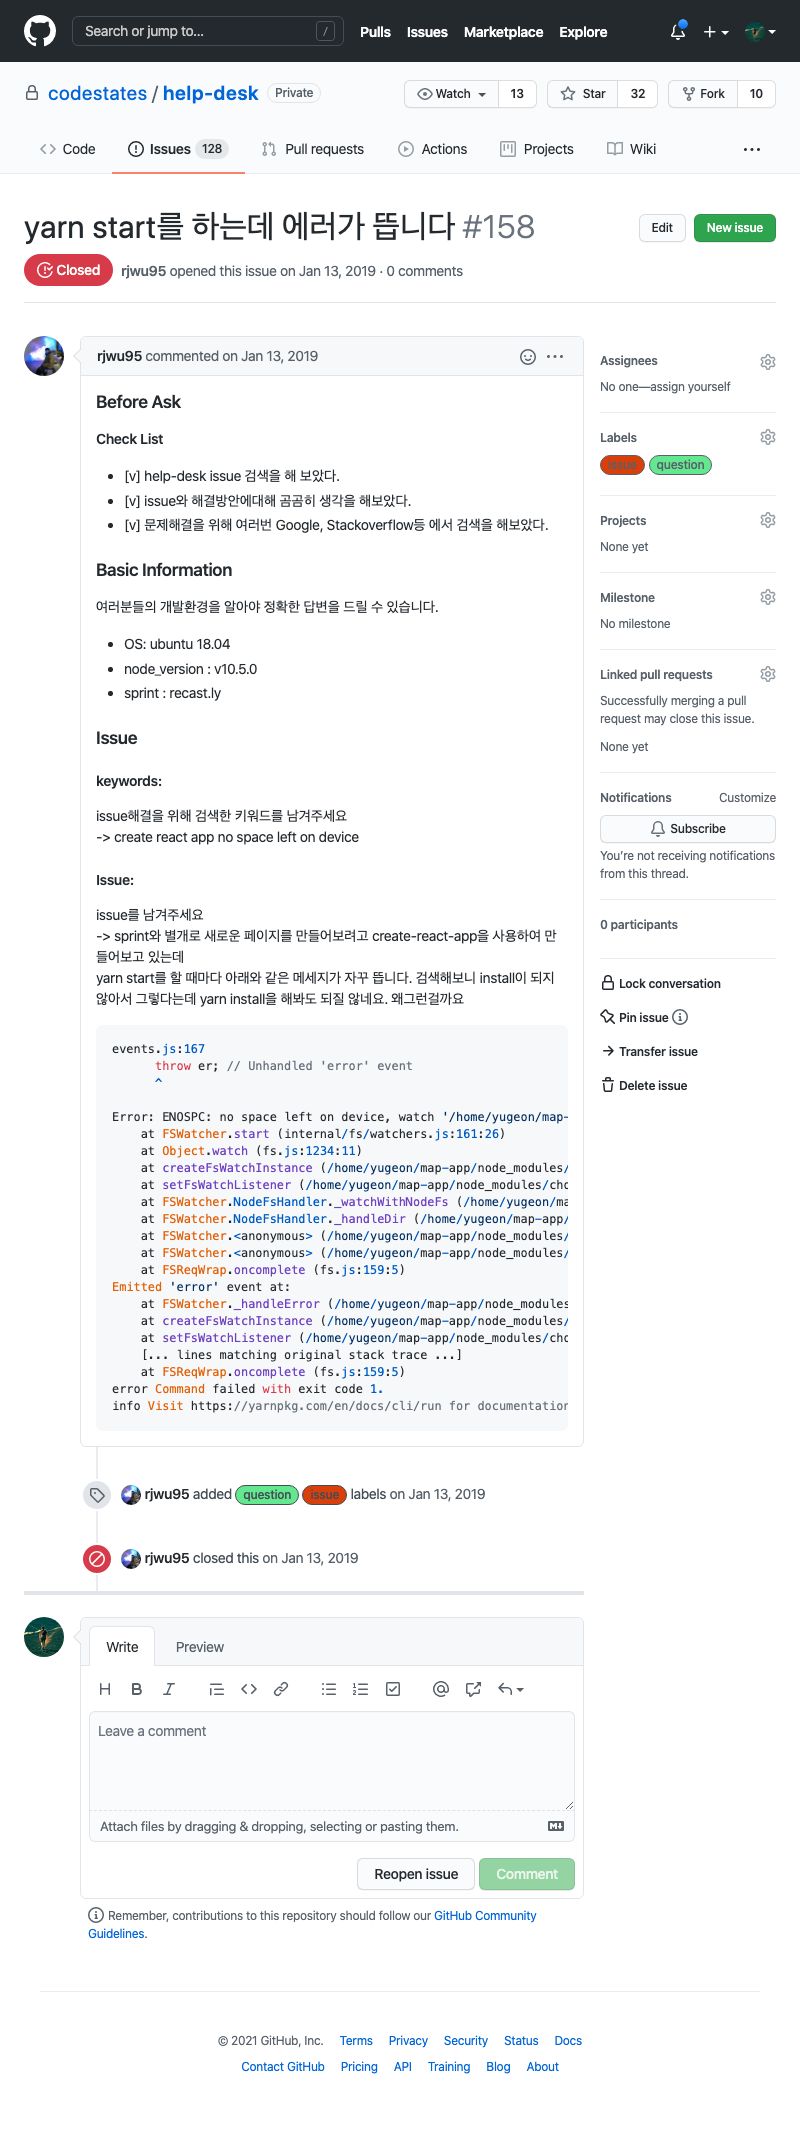 Search or jump to... /
Pulls Issues Marketplace Explore
codestates / help-desk Private
Watch 13 Star 32 Fork 10
Code Issues 128 Pull requests Actions Projects Wiki
yarn start를 하는데 에러가 뜹니다 #158
Edit New issue
Closed rjwu95 opened this issue on Jan 13, 2019 · 0 comments
rjwu95 commented on Jan 13, 2019
Before Ask
Check List
[v] help-desk issue 검색을 해 보았다.
[v] issue와 해결방안에대해 곰곰히 생각을 해보았다.
[v] 문제해결을 위해 여러번 Google, Stackoverflow등 에서 검색을 해보았다.
Basic Information
여러분들의 개발환경을 알아야 정확한 답변을 드릴 수 있습니다.
OS: ubuntu 18.04
node_version : v10.5.0
sprint : recast.ly
Issue
keywords:
issue해결을 위해 검색한 키워드를 남겨주세요
-> create react app no space left on device
Issue:
issue를 남겨주세요
-> sprint와 별개로 새로운 페이지를 만들어보려고 create-react-app을 사용하여 만
들어보고 있는데
yarn start를 할 때마다 아래와 같은 메세지가 자꾸 뜹니다. 검색해보니 install이 되지
않아서 그렇다는데 yarn install을 해봐도 되질 않네요. 왜그런걸까요
events.js:167
throw er; // Unhandled 'error' event
^
Error: ENOSPC: no space left on device, watch '/home/yugeon/map-
at FSWatcher.start (internal/fs/watchers.js:161:26)
at Object.watch (fs.js:1234:11)
at createFsWatchInstance (/home/yugeon/map-app/node_modules/
at setFsWatchListener (/home/yugeon/map-app/node_modules/cho
at FSWatcher.NodeFsHandler._watchWithNodeFs (/home/yugeon/ma
at FSWatcher.NodeFsHandler._handleDir (/home/yugeon/map-app/
at FSWatcher.<anonymous> (/home/yugeon/map-app/node_modules/
at FSWatcher.<anonymous> (/home/yugeon/map-app/node_modules/
at FSReqWrap.oncomplete (fs.js:159:5)
Emitted 'error' event at:
at FSWatcher._handleError (/home/yugeon/map-app/node_modules
at createFsWatchInstance (/home/yugeon/map-app/node_modules/
at setFsWatchListener (/home/yugeon/map-app/node_modules/cho
[... lines matching original stack trace ...]
at FSReqWrap.oncomplete (fs.js:159:5)
error Command failed with exit code 1.
info Visit https://yarnpkg.com/en/docs/cli/run for documentation
Assignees
No one—assign yourself
Labels
issue question
Projects
None yet
Milestone
No milestone
Linked pull requests
Successfully merging a pull
request may close this issue.
None yet
Notifications Customize
Subscribe
You're not receiving notifications
from this thread.
0 participants
Lock conversation
Pin issue
Transfer issue
Delete issue
rjwu95 added question issue labels on Jan 13, 2019
rjwu95 closed this on Jan 13, 2019
Write Preview
Leave a comment
Attach files by dragging & dropping, selecting or pasting them.
Reopen issue Comment
Remember, contributions to this repository should follow our GitHub Community
Guidelines.
© 2021 GitHub, Inc. Terms Privacy Security Status Docs
Contact GitHub Pricing API Training Blog About